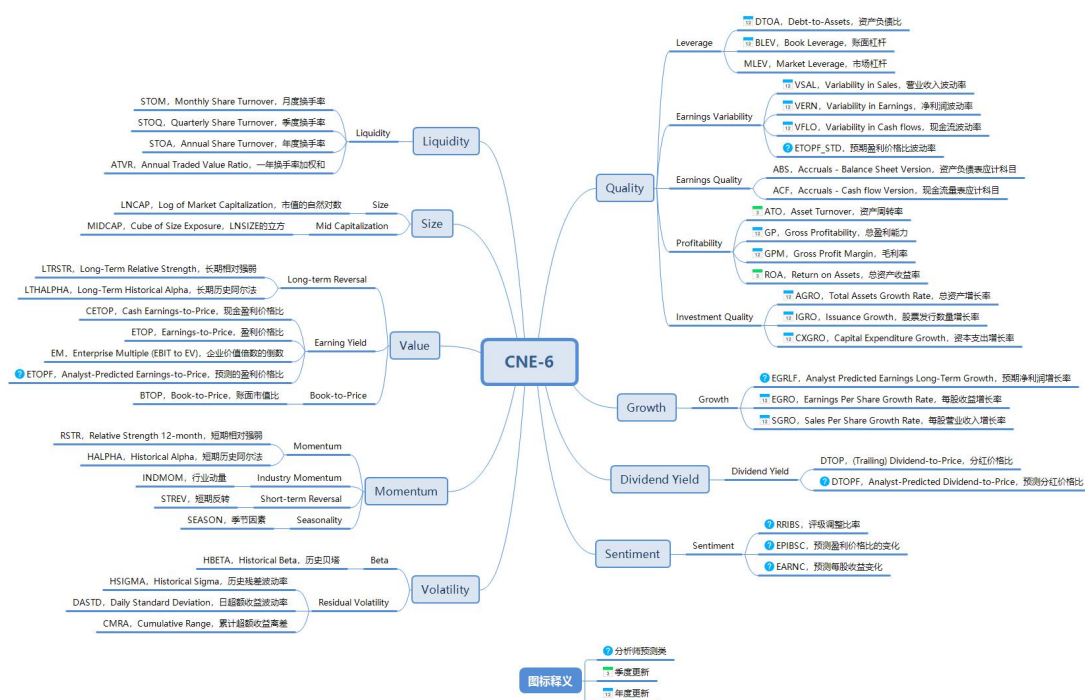 CNE-6
Liquidity
Liquidity
STOM，Monthly Share Turnover，月度换手率
STOQ，Quarterly Share Turnover，季度换手率
STOA，Annual Share Turnover，年度换手率
ATVR，Annual Traded Value Ratio，一年换手率加权和
Size
Size
LNCAP，Log of Market Capitalization，市值的自然对数
Mid Capitalization
MIDCAP，Cube of Size Exposure，LNSIZE的立方
Value
Long-term Reversal
LTRSTR，Long-Term Relative Strength，长期相对强弱
LTHALPHA，Long-Term Historical Alpha，长期历史阿尔法
Earning Yield
CETOP，Cash Earnings-to-Price，现金盈利价格比
ETOP，Earnings-to-Price，盈利价格比
EM，Enterprise Multiple (EBIT to EV)，企业价值倍数的倒数
ETOPF，Analyst-Predicted Earnings-to-Price，预测的盈利价格比
Book-to-Price
BTOP，Book-to-Price，账面市值比
Momentum
Momentum
RSTR，Relative Strength 12-month，短期相对强弱
HALPHA，Historical Alpha，短期历史阿尔法
Industry Momentum
INDMOM，行业动量
Short-term Reversal
STREV，短期反转
Seasonality
SEASON，季节因素
Volatility
Beta
HBETA，Historical Beta，历史贝塔
Residual Volatility
HSIGMA，Historical Sigma，历史残差波动率
DASTD，Daily Standard Deviation，日超额收益波动率
CMRA，Cumulative Range，累计超额收益离差
Quality
Leverage
12 DTOA，Debt-to-Assets，资产负债比
12 BLEV，Book Leverage，账面杠杆
MLEV，Market Leverage，市场杠杆
Earnings Variability
12 VSAL，Variability in Sales，营业收入波动率
12 VERN，Variability in Earnings，净利润波动率
12 VFLO，Variability in Cash flows，现金流波动率
ETOPF_STD，预期盈利价格比波动率
Earnings Quality
ABS，Accruals - Balance Sheet Version，资产负债表应计科目
ACF，Accruals - Cash flow Version，现金流量表应计科目
Profitability
3 ATO，Asset Turnover，资产周转率
12 GP，Gross Profitability，总盈利能力
12 GPM，Gross Profit Margin，毛利率
3 ROA，Return on Assets，总资产收益率
Investment Quality
12 AGRO，Total Assets Growth Rate，总资产增长率
12 IGRO，Issuance Growth，股票发行数量增长率
12 CXGRO，Capital Expenditure Growth，资本支出增长率
Growth
Growth
EGRLF，Analyst Predicted Earnings Long-Term Growth，预期净利润增长率
12 EGRO，Earnings Per Share Growth Rate，每股收益增长率
12 SGRO，Sales Per Share Growth Rate，每股营业收入增长率
Dividend Yield
Dividend Yield
DTOP，(Trailing) Dividend-to-Price，分红价格比
DTOPF，Analyst-Predicted Dividend-to-Price，预测分红价格比
Sentiment
Sentiment
RRIBS，评级调整比率
EPIBSC，预测盈利价格比的变化
EARNC，预测每股收益变化
图标释义
? 分析师预测类
3 季度更新
12 年度更新